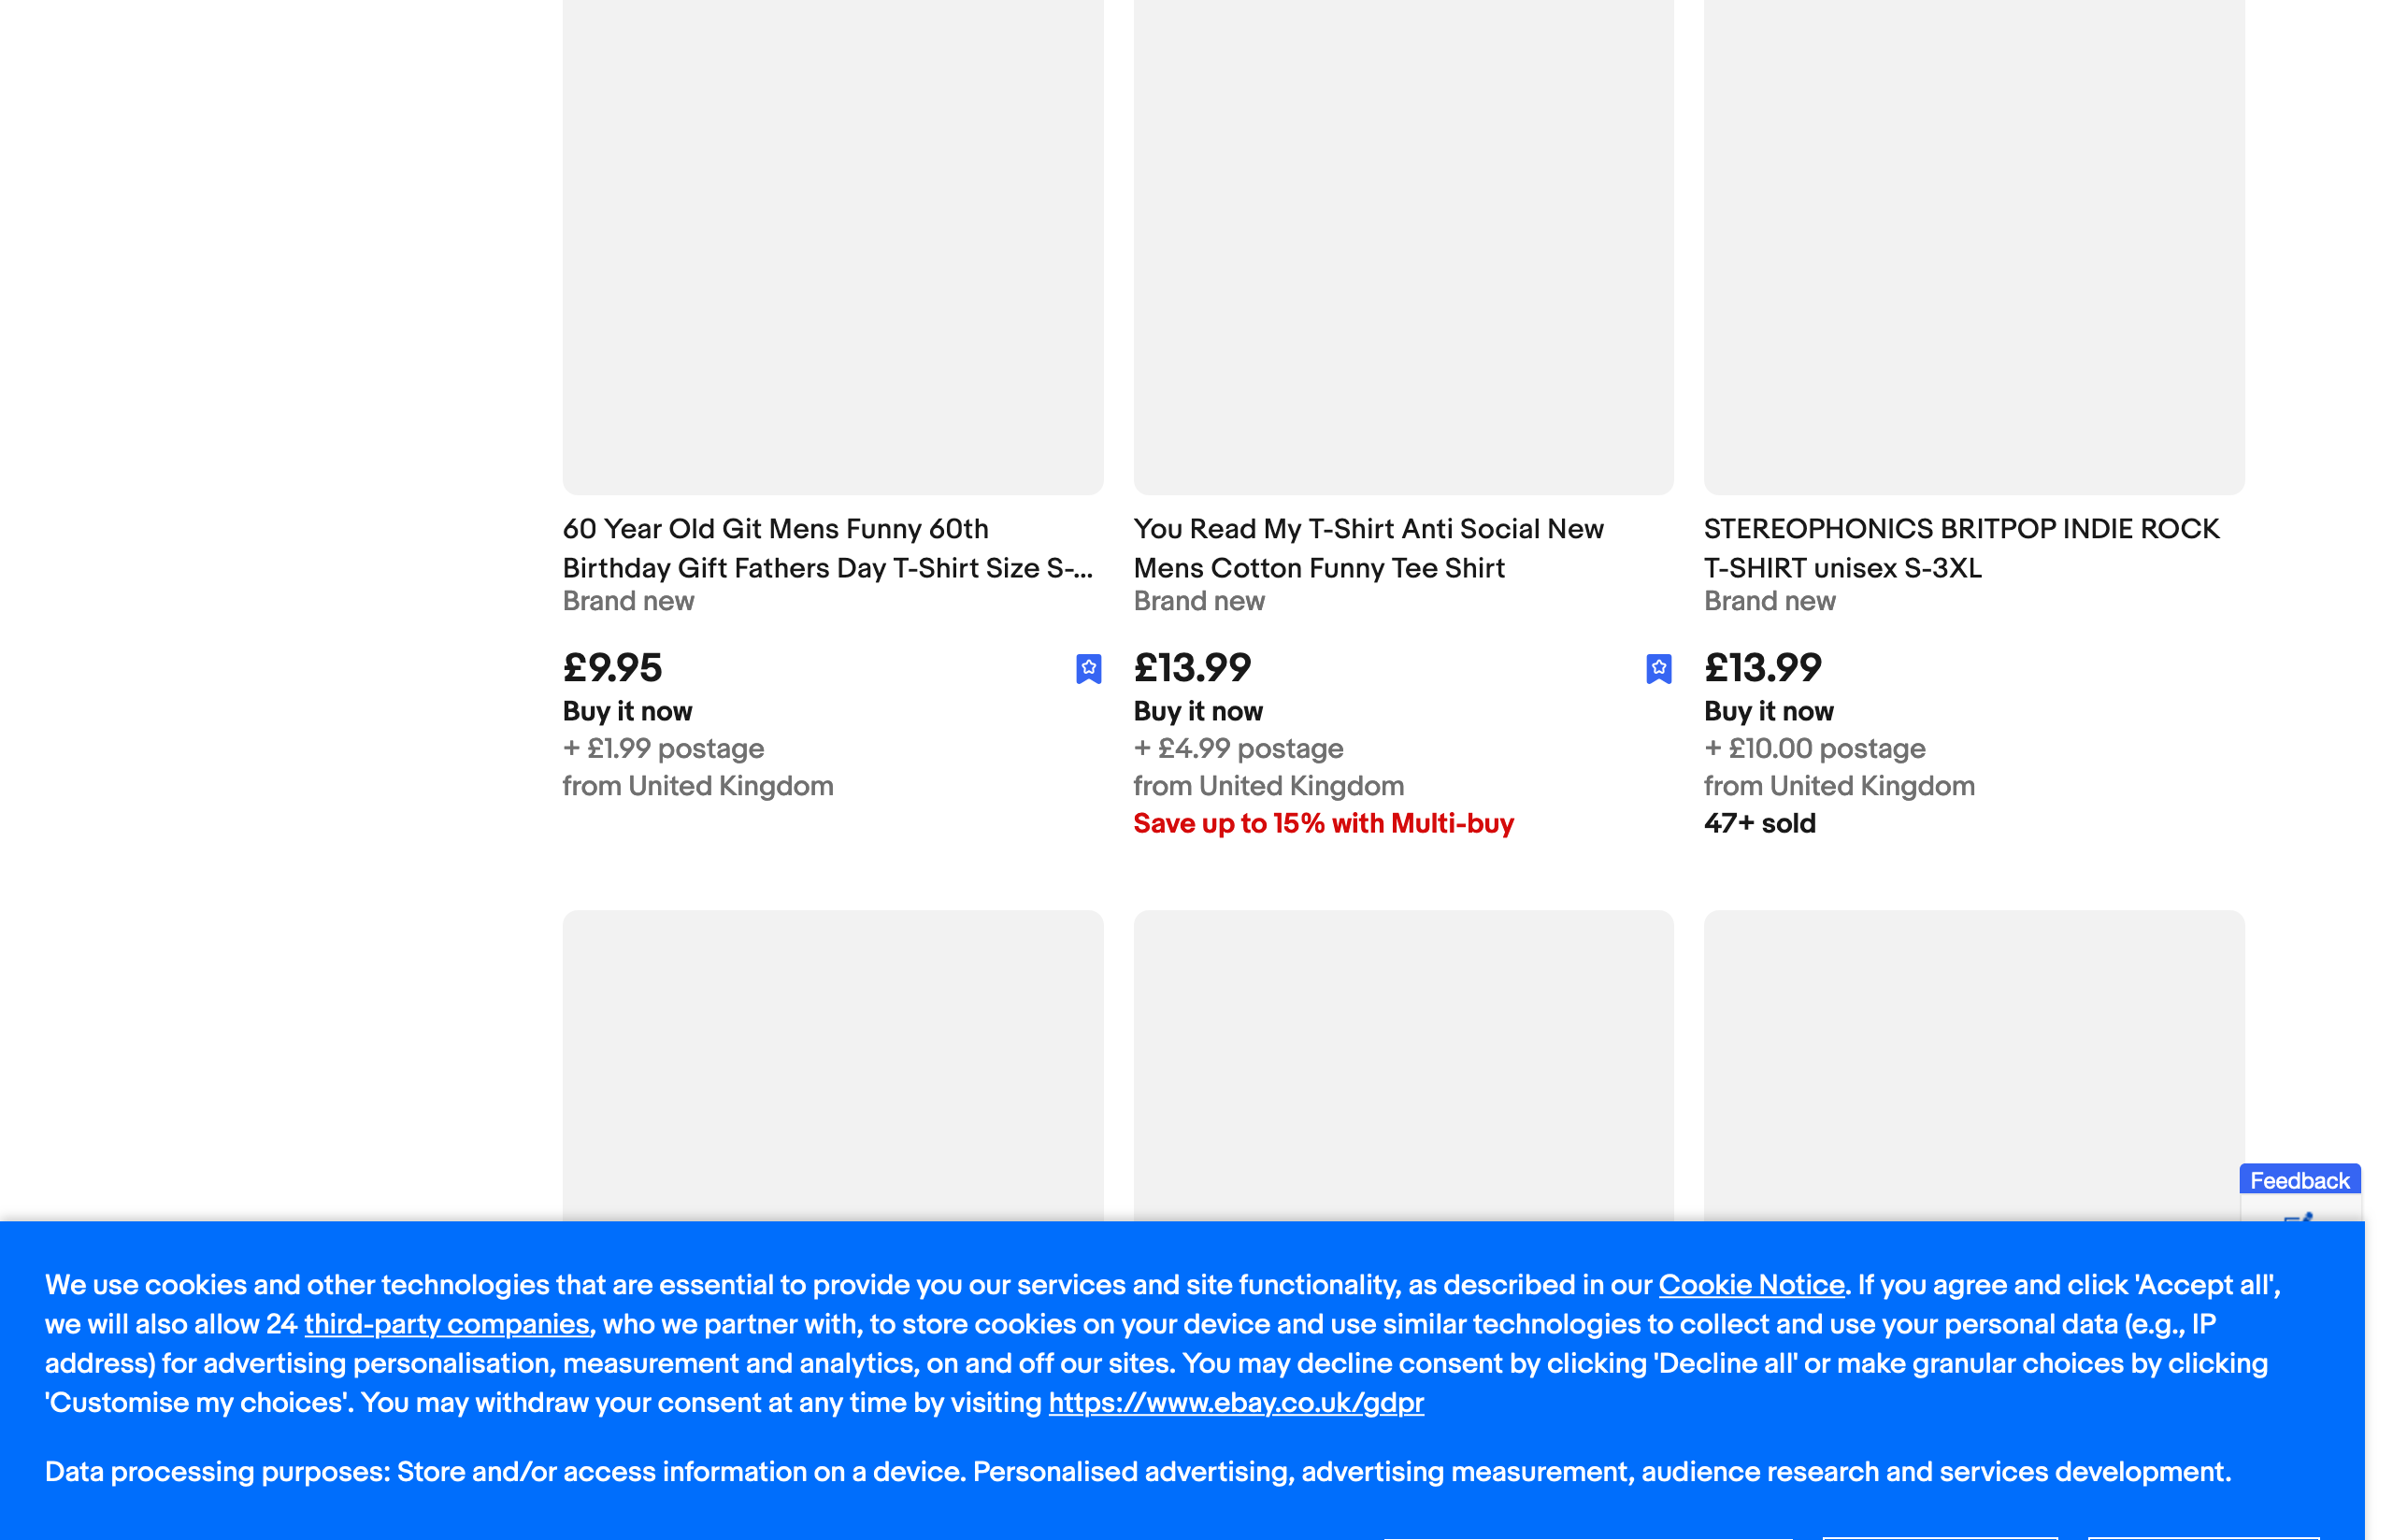 60 Year Old Git Mens Funny 60th
Birthday Gift Fathers Day T-Shirt Size S-...
Brand new
£9.95
Buy it now
+ £1.99 postage
from United Kingdom
You Read My T-Shirt Anti Social New
Mens Cotton Funny Tee Shirt
Brand new
£13.99
Buy it now
+ £4.99 postage
from United Kingdom
Save up to 15% with Multi-buy
STEREOPHONICS BRITPOP INDIE ROCK
T-SHIRT unisex S-3XL
Brand new
£13.99
Buy it now
+ £10.00 postage
from United Kingdom
47+ sold
Feedback
We use cookies and other technologies that are essential to provide you our services and site functionality, as described in our Cookie Notice. If you agree and click 'Accept all',
we will also allow 24 third-party companies, who we partner with, to store cookies on your device and use similar technologies to collect and use your personal data (e.g., IP
address) for advertising personalisation, measurement and analytics, on and off our sites. You may decline consent by clicking 'Decline all' or make granular choices by clicking
'Customise my choices'. You may withdraw your consent at any time by visiting https://www.ebay.co.uk/gdpr
Data processing purposes: Store and/or access information on a device. Personalised advertising, advertising measurement, audience research and services development.